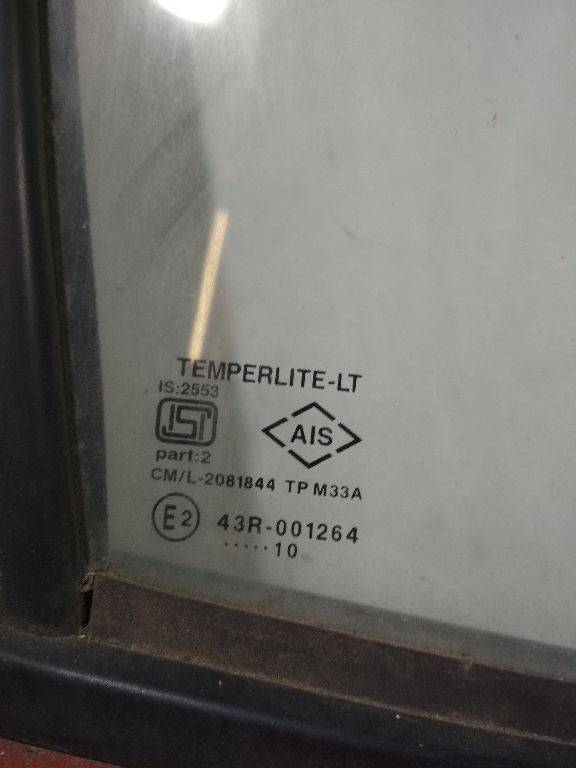 TEMPERLITE-LT
IS:2553
ISI
AIS
part:2
CM/L-2081844 TP M33A
E2 43R-001264
.....10